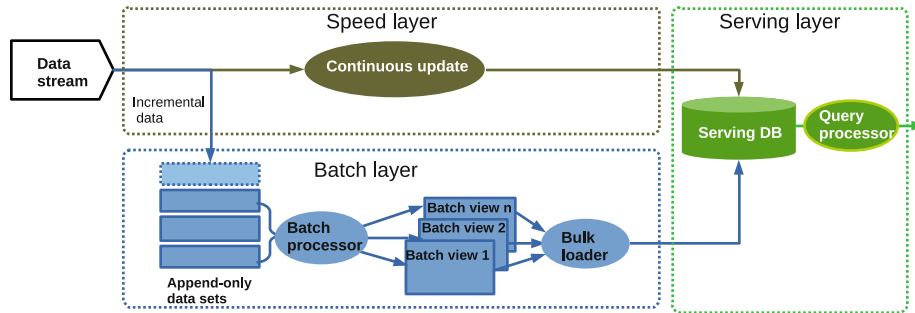 Speed layer
Serving layer
Data
stream
Continuous update
Incremental
data
Serving DB
Query
processor
Batch layer
Batch view n
Batch view 2
Batch view 1
Batch
processor
Bulk
loader
Append-only
data sets